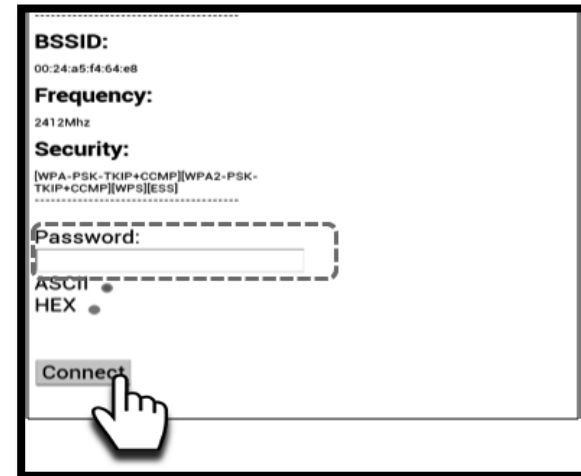 BSSID:
00:24:a5:f4:64:e8
Frequency:
2412Mhz
Security:
[WPA-PSK-TKIP+CCMP][WPA2-PSK-
TKIP+CCMP][WPS][ESS]
Password:
ASCII
HEX
Connect